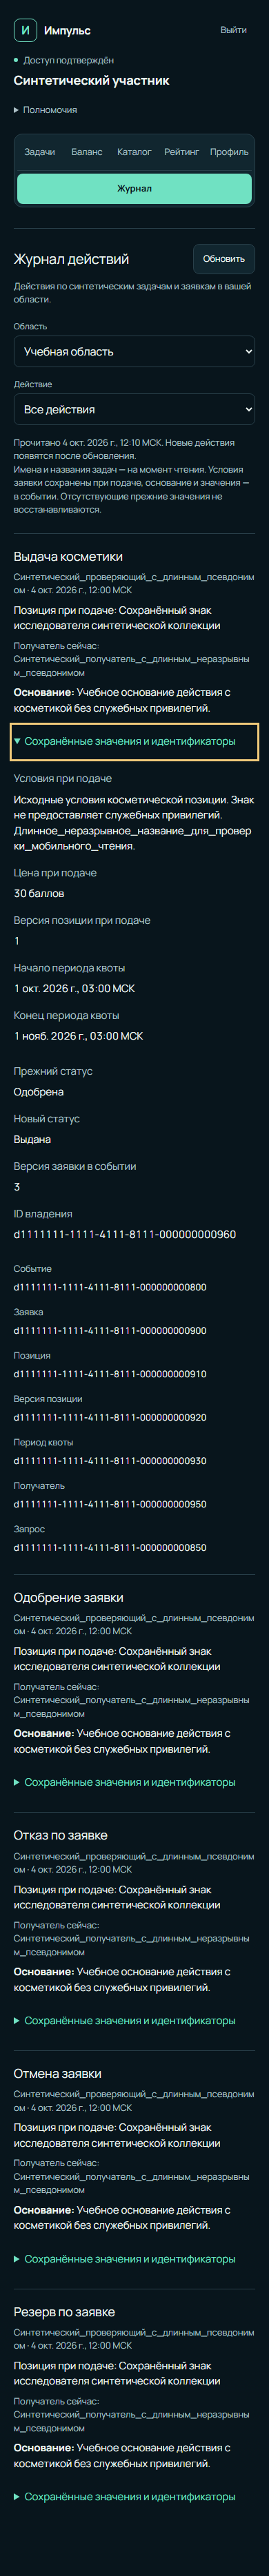 И Импульс Выйти
Доступ подтверждён
Синтетический участник
Полномочия
Задачи Баланс Каталог Рейтинг Профиль
Журнал
Журнал действий Обновить
Действия по синтетическим задачам и заявкам в вашей
области.
Область
Учебная область
Действие
Все действия
Прочитано 4 окт. 2026 г., 12:10 МСК. Новые действия
появятся после обновления.
Имена и названия задач — на момент чтения. Условия
заявки сохранены при подаче, основание и значения —
в событии. Отсутствующие прежние значения не
восстанавливаются.
Выдача косметики
Синтетический_проверяющий_с_длинным_псевдоним
ом · 4 окт. 2026 г., 12:00 МСК
Позиция при подаче: Сохранённый знак
исследователя синтетической коллекции
Получатель сейчас:
Синтетический_получатель_с_длинным_неразрывны
м_псевдонимом
Основание: Учебное основание действия с
косметикой без служебных привилегий.
Сохранённые значения и идентификаторы
Условия при подаче
Исходные условия косметической позиции. Знак
не предоставляет служебных привилегий.
Длинное_неразрывное_название_для_провер
ки_мобильного_чтения.
Цена при подаче
30 баллов
Версия позиции при подаче
1
Начало периода квоты
1 окт. 2026 г., 03:00 МСК
Конец периода квоты
1 нояб. 2026 г., 03:00 МСК
Прежний статус
Одобрена
Новый статус
Выдана
Версия заявки в событии
3
ID владения
d1111111-1111-4111-8111-000000000960
Событие
d1111111-1111-4111-8111-000000000800
Заявка
d1111111-1111-4111-8111-000000000900
Позиция
d1111111-1111-4111-8111-000000000910
Версия позиции
d1111111-1111-4111-8111-000000000920
Период квоты
d1111111-1111-4111-8111-000000000930
Получатель
d1111111-1111-4111-8111-000000000950
Запрос
d1111111-1111-4111-8111-000000000850
Одобрение заявки
Синтетический_проверяющий_с_длинным_псевдоним
ом · 4 окт. 2026 г., 12:00 МСК
Позиция при подаче: Сохранённый знак
исследователя синтетической коллекции
Получатель сейчас:
Синтетический_получатель_с_длинным_неразрывны
м_псевдонимом
Основание: Учебное основание действия с
косметикой без служебных привилегий.
Сохранённые значения и идентификаторы
Отказ по заявке
Синтетический_проверяющий_с_длинным_псевдоним
ом · 4 окт. 2026 г., 12:00 МСК
Позиция при подаче: Сохранённый знак
исследователя синтетической коллекции
Получатель сейчас:
Синтетический_получатель_с_длинным_неразрывны
м_псевдонимом
Основание: Учебное основание действия с
косметикой без служебных привилегий.
Сохранённые значения и идентификаторы
Отмена заявки
Синтетический_проверяющий_с_длинным_псевдоним
ом · 4 окт. 2026 г., 12:00 МСК
Позиция при подаче: Сохранённый знак
исследователя синтетической коллекции
Получатель сейчас:
Синтетический_получатель_с_длинным_неразрывны
м_псевдонимом
Основание: Учебное основание действия с
косметикой без служебных привилегий.
Сохранённые значения и идентификаторы
Резерв по заявке
Синтетический_проверяющий_с_длинным_псевдоним
ом · 4 окт. 2026 г., 12:00 МСК
Позиция при подаче: Сохранённый знак
исследователя синтетической коллекции
Получатель сейчас:
Синтетический_получатель_с_длинным_неразрывны
м_псевдонимом
Основание: Учебное основание действия с
косметикой без служебных привилегий.
Сохранённые значения и идентификаторы